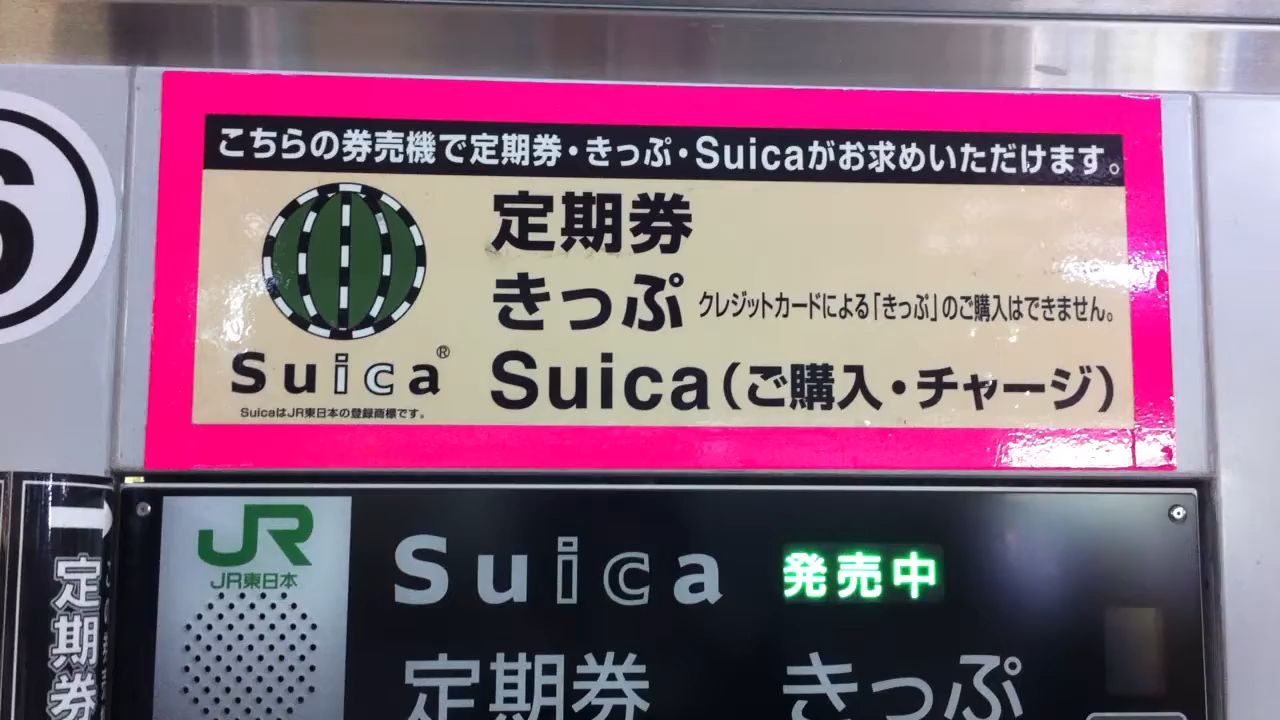 こちらの券売機で定期券・きっぷ・Suicaがお求めいただけます。
定期券
きっぷ クレジットカードによる「きっぷ」のご購入はできません。
Suica®
Suica(ご購入・チャージ)
SuicaはJR東日本の登録商標です。
6
JR
JR東日本
Suica 発売中
定期券 きっぷ
定期券